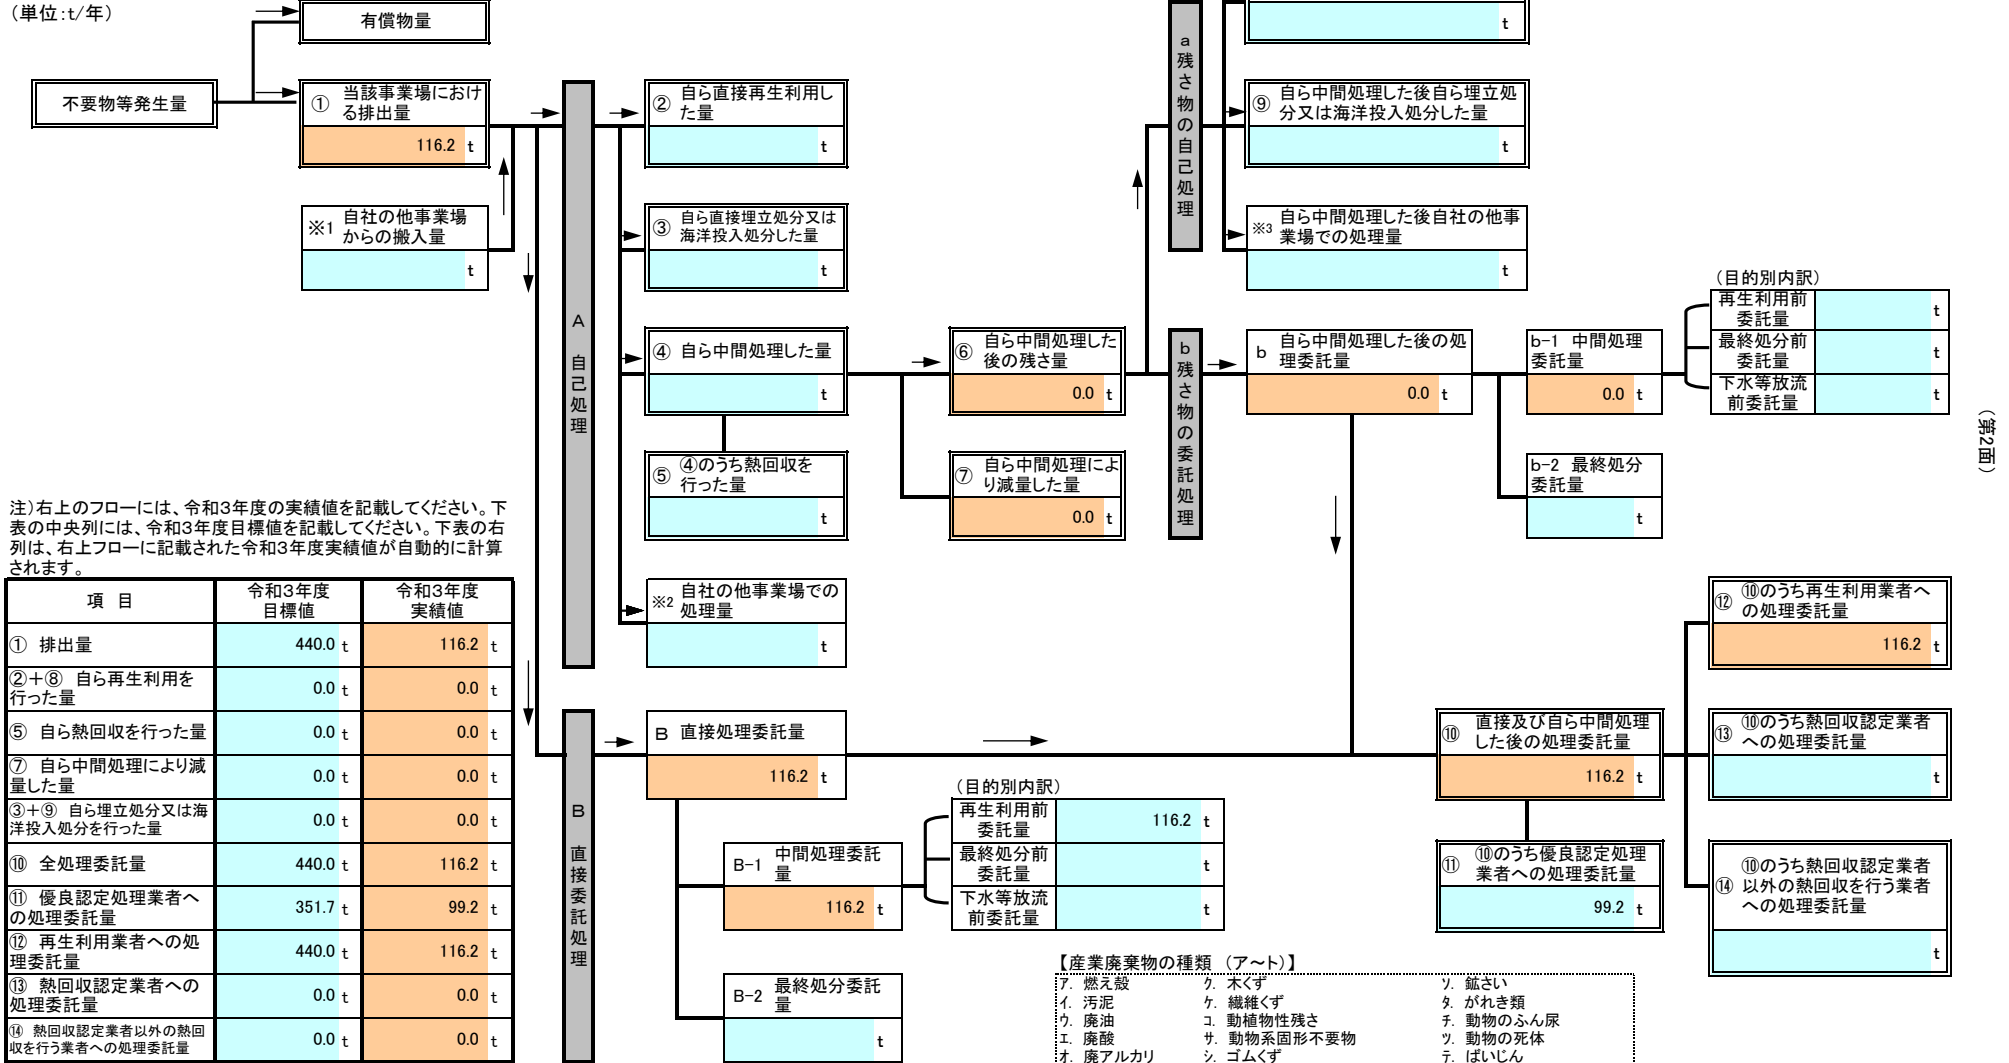 （単位：t/年）
有償物量
不要物等発生量
① 当該事業場におけ
る排出量
116.2 t
※1 自社の他事業場
からの搬入量
t
A 自己処理
② 自ら直接再生利用し
た量
t
③ 自ら直接埋立処分又は
海洋投入処分した量
t
④ 自ら中間処理した量
t
⑤ ④のうち熱回収を
行った量
t
※2 自社の他事業場での
処理量
t
⑥ 自ら中間処理した
後の残さ量
0.0 t
⑦ 自ら中間処理によ
り減量した量
0.0 t
a 残さ物の自己処理
t
⑨ 自ら中間処理した後自ら埋立処
分又は海洋投入処分した量
t
※3 自ら中間処理した後自社の他事
業場での処理量
t
b 残さ物の委託処理
b 自ら中間処理した後の処
理委託量
0.0 t
b-1 中間処理
委託量
0.0 t
b-2 最終処分
委託量
t
（目的別内訳）
再生利用前
委託量
t
最終処分前
委託量
t
下水等放流
前委託量
t
（第2面）
注）右上のフローには、令和3年度の実績値を記載してください。下
表の中央列には、令和3年度目標値を記載してください。下表の右
列は、右上フローに記載された令和3年度実績値が自動的に計算
されます。
項 目 令和3年度
目標値 令和3年度
実績値
① 排出量 440.0 t 116.2 t
②＋⑧ 自ら再生利用を
行った量 0.0 t 0.0 t
⑤ 自ら熱回収を行った量 0.0 t 0.0 t
⑦ 自ら中間処理により減
量した量 0.0 t 0.0 t
③＋⑨ 自ら埋立処分又は海
洋投入処分を行った量 0.0 t 0.0 t
⑩ 全処理委託量 440.0 t 116.2 t
⑪ 優良認定処理業者へ
の処理委託量 351.7 t 99.2 t
⑫ 再生利用業者への処
理委託量 440.0 t 116.2 t
⑬ 熱回収認定業者への
処理委託量 0.0 t 0.0 t
⑭ 熱回収認定業者以外の熱回
収を行う業者への処理委託量 0.0 t 0.0 t
B 直接委託処理
B 直接処理委託量
116.2 t
B-1 中間処理委託
量
116.2 t
B-2 最終処分委託
量
t
（目的別内訳）
再生利用前
委託量 116.2 t
最終処分前
委託量 t
下水等放流
前委託量 t
⑩ 直接及び自ら中間処理
した後の処理委託量
116.2 t
⑪ ⑩のうち優良認定処理
業者への処理委託量
99.2 t
⑫ ⑩のうち再生利用業者へ
の処理委託量
116.2 t
⑬ ⑩のうち熱回収認定業者
への処理委託量
t
⑭ ⑩のうち熱回収認定業者
以外の熱回収を行う業者
への処理委託量
t
【産業廃棄物の種類 （ア～ト）】
ア. 燃え殻 ク. 木くず ソ. 鉱さい
イ. 汚泥 ケ. 繊維くず タ. がれき類
ウ. 廃油 コ. 動植物性残さ チ. 動物のふん尿
エ. 廃酸 サ. 動物系固形不要物 ツ. 動物の死体
オ. 廃アルカリ シ. ゴムくず テ. ばいじん